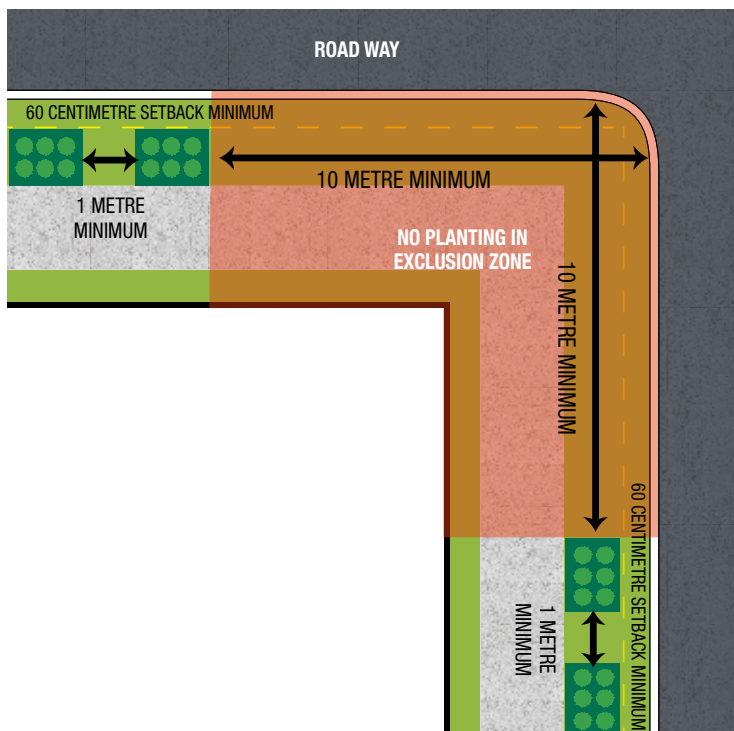 ROAD WAY
60 CENTIMETRE SETBACK MINIMUM
10 METRE MINIMUM
1 METRE
MINIMUM
NO PLANTING IN
EXCLUSION ZONE
10 METRE MINIMUM
60 CENTIMETRE SETBACK MINIMUM
1 METRE
MINIMUM